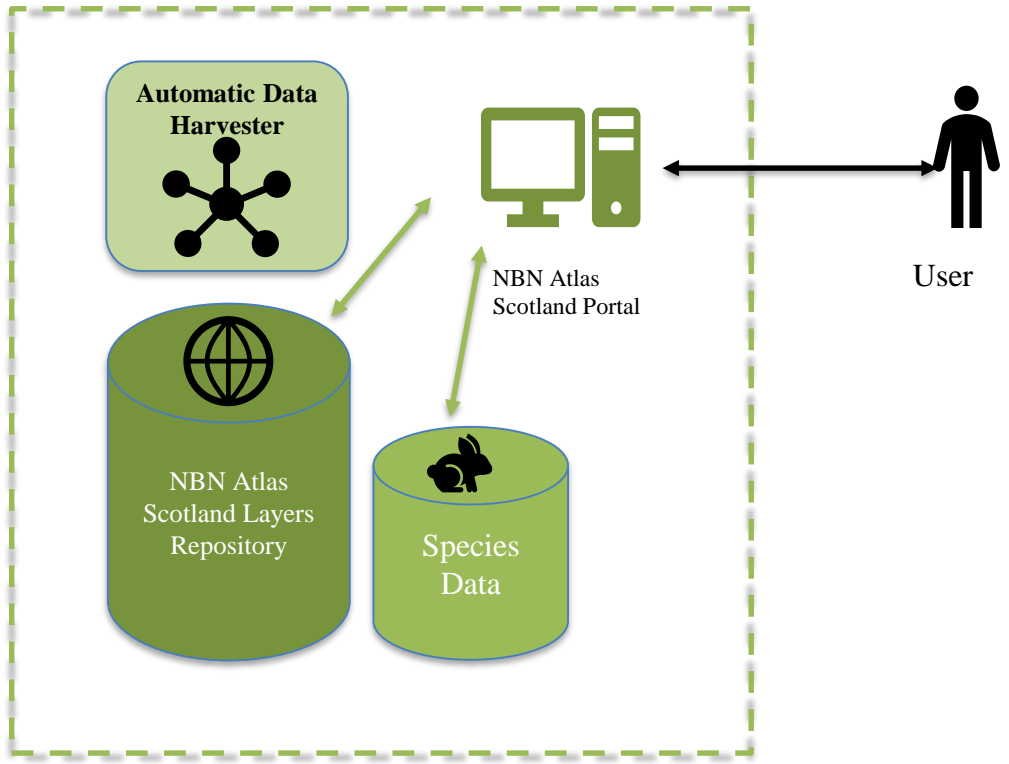 Automatic Data
Harvester
NBN Atlas
Scotland Portal
User
NBN Atlas
Scotland Layers
Repository
Species
Data